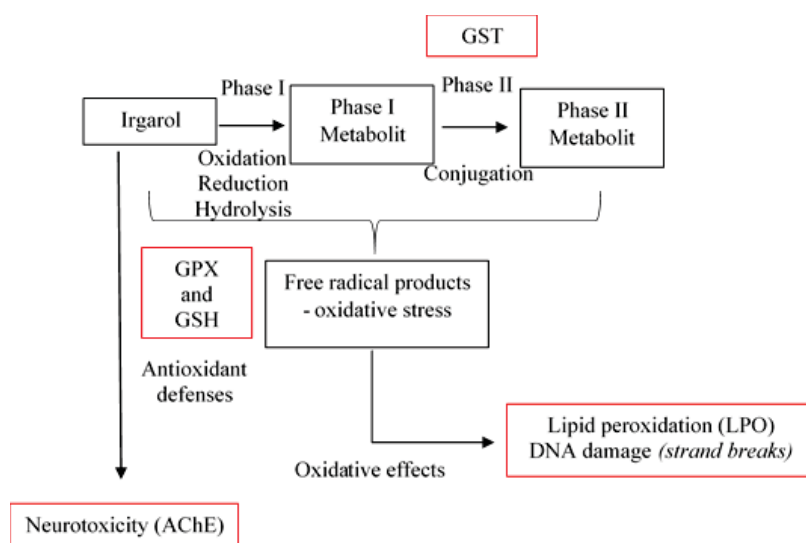 GST
Phase I
Phase II
Irgarol
Phase I
Metabolit
Phase II
Metabolit
Oxidation
Reduction
Hydrolysis
Conjugation
GPX
and
GSH
Free radical products
- oxidative stress
Antioxidant
defenses
Lipid peroxidation (LPO)
DNA damage (strand breaks)
Oxidative effects
Neurotoxicity (AChE)